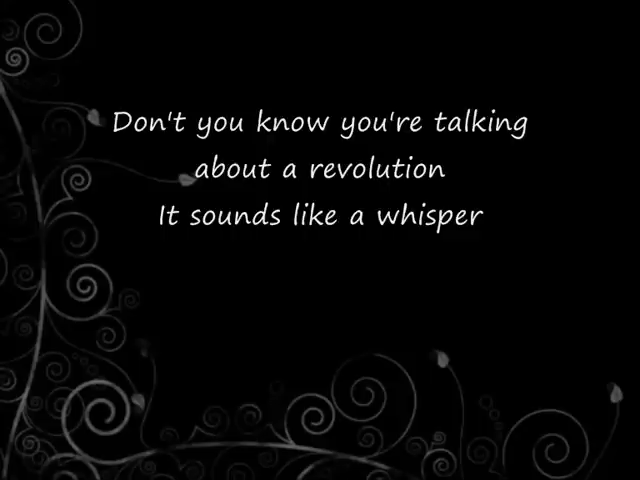 Don't you know you're talking
about a revolution
It sounds like a whisper